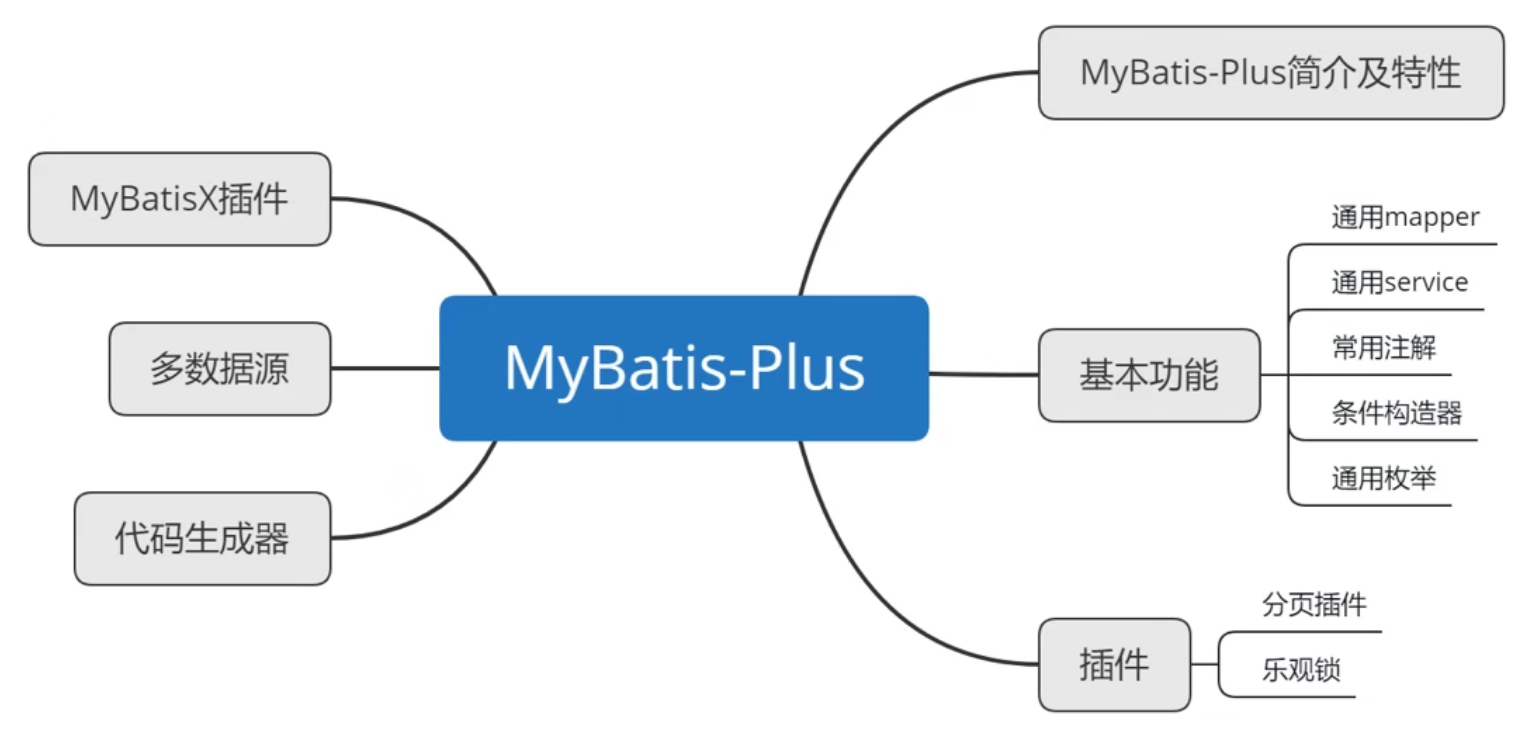 MyBatis-Plus
MyBatis-Plus简介及特性
基本功能
通用mapper
通用service
常用注解
条件构造器
通用枚举
插件
分页插件
乐观锁
MyBatisX插件
多数据源
代码生成器